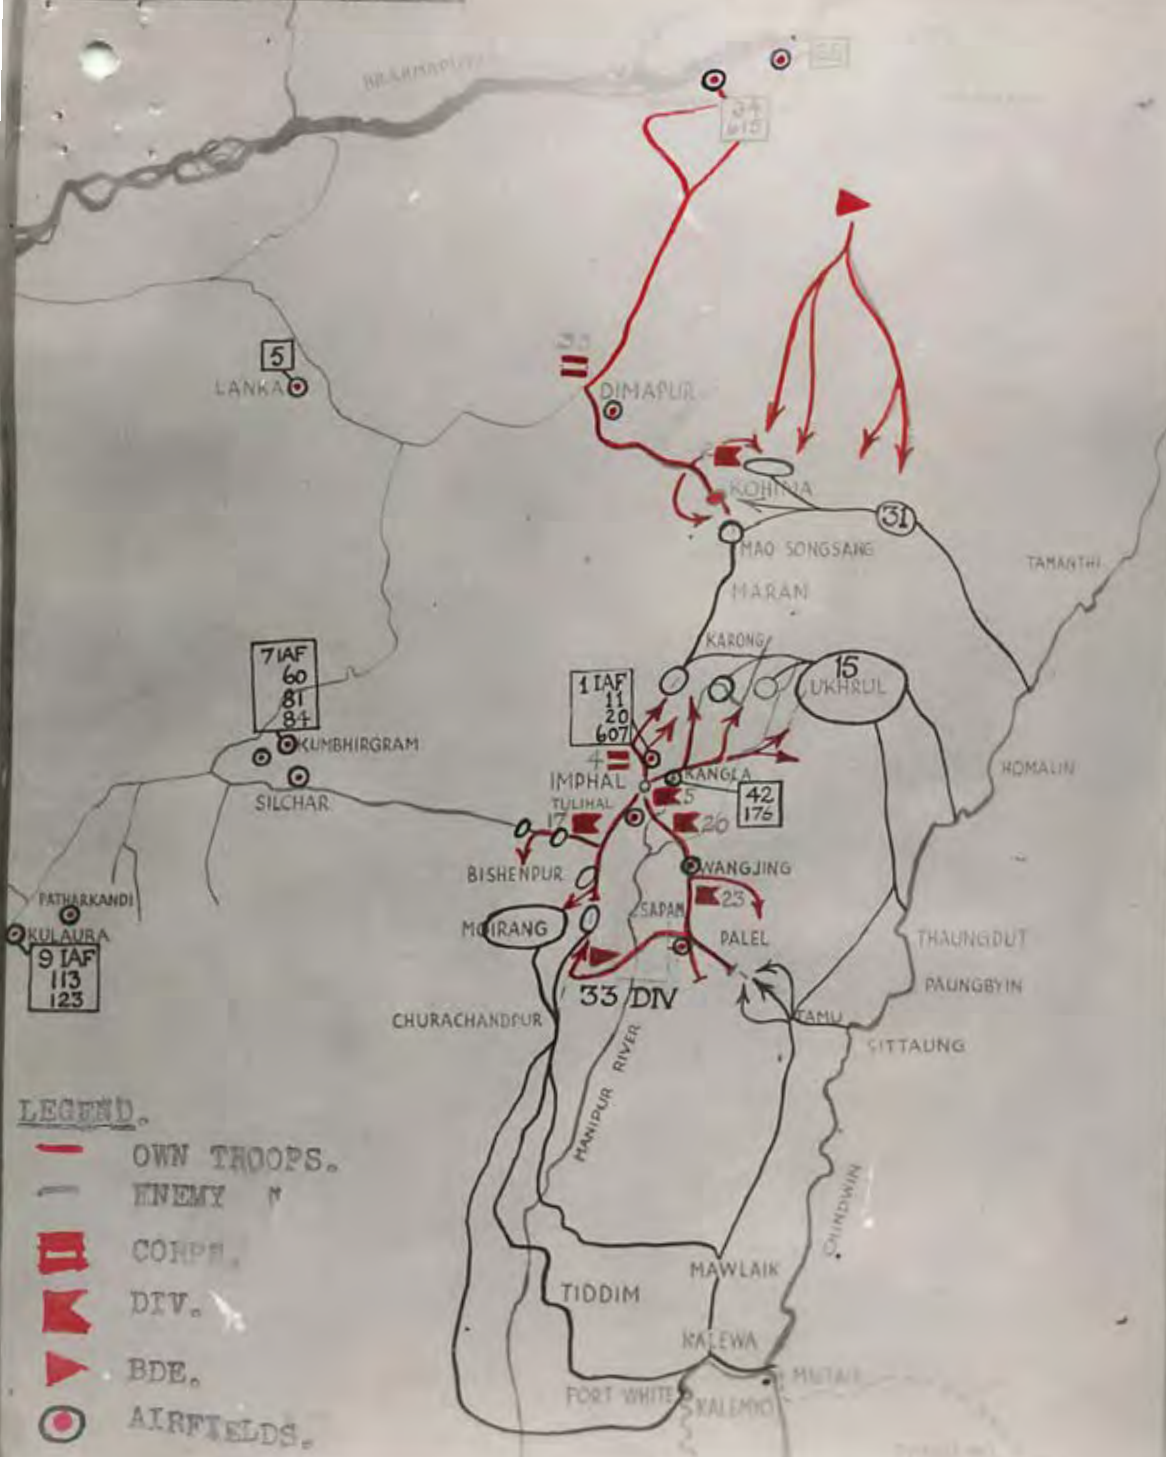 34
615
5
LANKA
DIMAPUR
KOHIMA
31
MAO SONGSANG
TAMANTHI
MARAN
KARONG
7 IAF
60
81
84
KUMBHIRGRAM
SILCHAR
1 IAF
11
20
607
15
UKHRUL
4
IMPHAL
KANGLA
HOMALIN
42
176
TULIHAL
17
5
20
BISHENPUR
WANGJING
23
SAPAM
MOIRANG
PALEL
PATHARKANDI
KULAURA
9 IAF
113
123
THAUNGDUT
PAUNGBYIN
33 DIV
CHURACHANDPUR
TAMU
SITTAUNG
MANIPUR RIVER
CHINDWIN
LEGEND.
OWN TROOPS.
ENEMY "
CORPS.
DIV.
BDE.
AIRFIELDS.
MAWLAIK
TIDDIM
KALEWA
FORT WHITE
KALEMYO